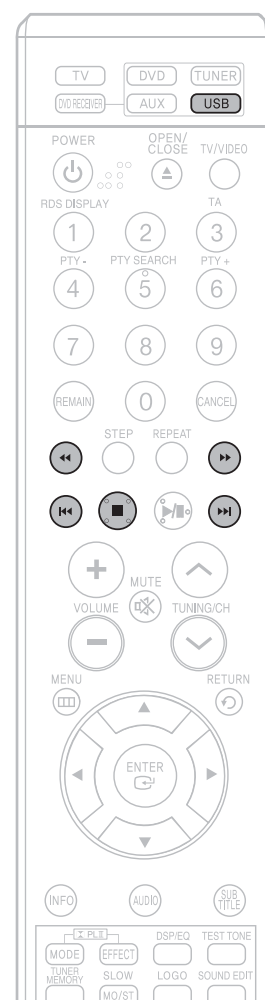 TV DVD TUNER
DVD RECEIVER AUX USB
POWER OPEN/
CLOSE TV/VIDEO
RDS DISPLAY TA
1 2 3
PTY - PTY SEARCH PTY +
4 5 6
7 8 9
REMAIN 0 CANCEL
STEP REPEAT
MUTE
VOLUME TUNING/CH
MENU RETURN
ENTER
INFO AUDIO SUB
TITLE
PL II DSP/EQ TEST TONE
MODE EFFECT
TUNER
MEMORY SLOW LOGO SOUND EDIT
MO/ST